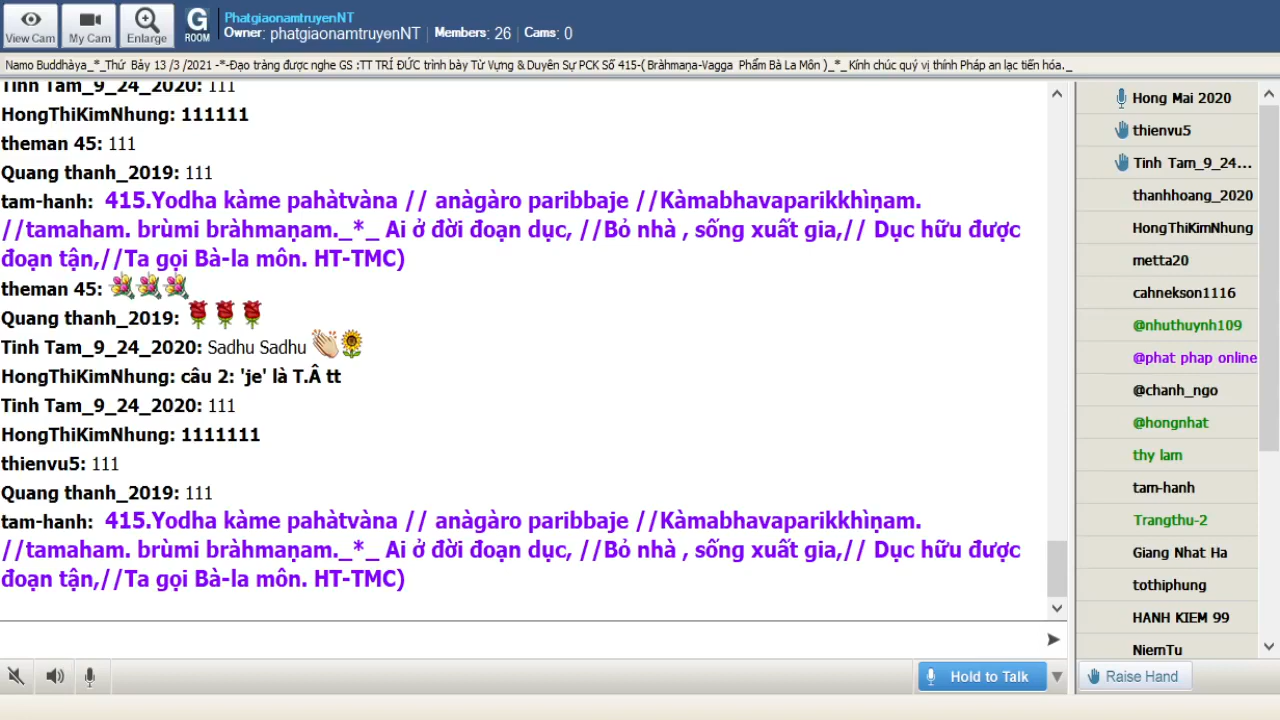 View Cam
My Cam
Enlarge
G
ROOM
PhatgiaonamtruyenNT
Owner: phatgiaonamtruyenNT | Members: 26 | Cams: 0
Namo Buddhàya_*_Thứ Bảy 13 /3 /2021 -*-Đạo tràng được nghe GS :TT TRÍ ĐỨC trình bày Từ Vựng & Duyên Sự PCK Số 415-( Bràhmaṇa-Vagga Phẩm Bà La Môn )_*_ Kính chúc quý vị thính Pháp an lạc tiến hóa._
Tinh Tam_9_24_2020: 111
HongThiKimNhung: 111111
theman 45: 111
Quang thanh_2019: 111
tam-hanh: 415.Yodha kàme pahàtvàna // anàgàro paribbaje //Kàmabhavaparikkhìṇam.
//tamaham. brùmi bràhmaṇam._*_ Ai ở đời đoạn dục, //Bỏ nhà , sống xuất gia,// Dục hữu được
đoạn tận,//Ta gọi Bà-la môn. HT-TMC)
theman 45:
Quang thanh_2019:
Tinh Tam_9_24_2020: Sadhu Sadhu
HongThiKimNhung: câu 2: 'je' là T.Â tt
Tinh Tam_9_24_2020: 111
HongThiKimNhung: 1111111
thienvu5: 111
Quang thanh_2019: 111
tam-hanh: 415.Yodha kàme pahàtvàna // anàgàro paribbaje //Kàmabhavaparikkhìṇam.
//tamaham. brùmi bràhmaṇam._*_ Ai ở đời đoạn dục, //Bỏ nhà , sống xuất gia,// Dục hữu được
đoạn tận,//Ta gọi Bà-la môn. HT-TMC)
Hold to Talk
Hong Mai 2020
thienvu5
Tinh Tam_9_24...
thanhhoang_2020
HongThiKimNhung
metta20
cahnekson1116
@nhuthuynh109
@phat phap online
@chanh_ngo
@hongnhat
thy lam
tam-hanh
Trangthu-2
Giang Nhat Ha
tothiphung
HANH KIEM 99
NiemTu
Raise Hand